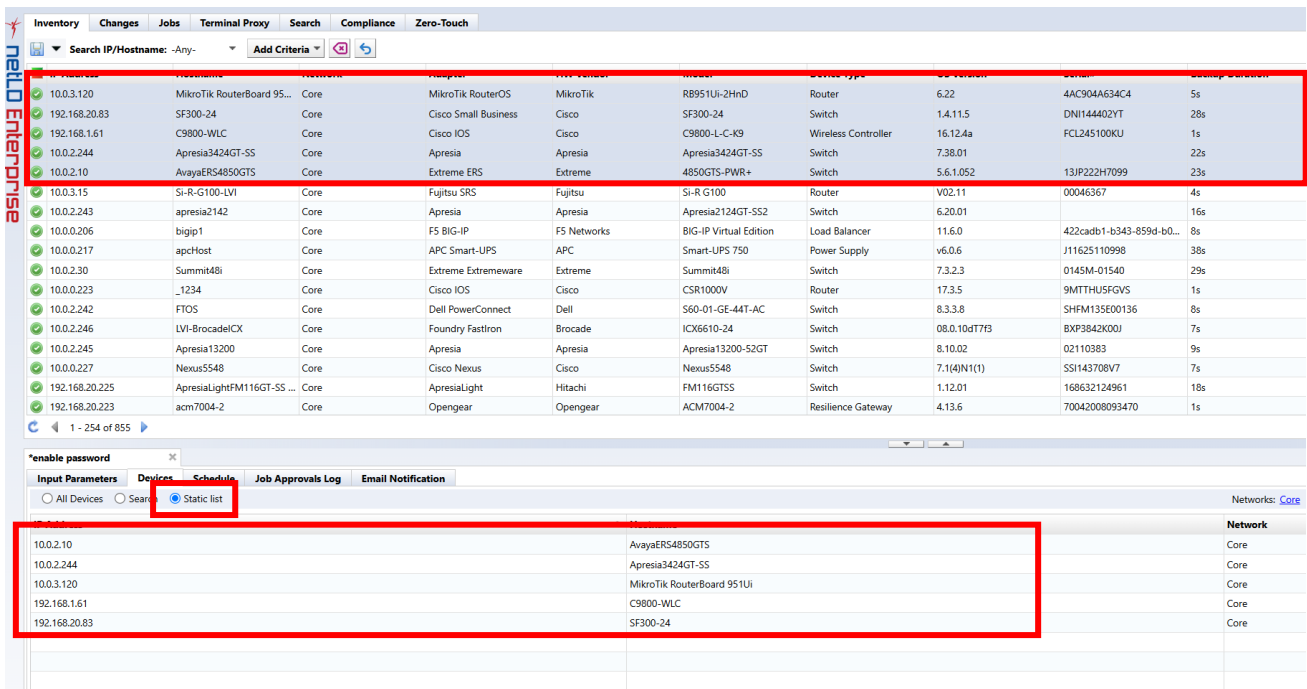 Inventory Changes Jobs Terminal Proxy Search Compliance Zero-Touch
Search IP/Hostname: -Any- Add Criteria
netLD Enterprise
10.0.3.120 MikroTik RouterBoard 95... Core MikroTik RouterOS MikroTik RB951Ui-2HnD Router 6.22 4AC904A634C4 5s
192.168.20.83 SF300-24 Core Cisco Small Business Cisco SF300-24 Switch 1.4.11.5 DNI144402YT 28s
192.168.1.61 C9800-WLC Core Cisco IOS Cisco C9800-L-C-K9 Wireless Controller 16.12.4a FCL245100KU 1s
10.0.2.244 Apresia3424GT-SS Core Apresia Apresia Apresia3424GT-SS Switch 7.38.01 22s
10.0.2.10 AvayaERS4850GTS Core Extreme ERS Extreme 4850GTS-PWR+ Switch 5.6.1.052 13JP222H7099 23s
10.0.3.15 Si-R-G100-LVI Core Fujitsu SRS Fujitsu Si-R G100 Router V02.11 00046367 4s
10.0.2.243 apresia2142 Core Apresia Apresia Apresia2124GT-SS2 Switch 6.20.01 16s
10.0.0.206 bigip1 Core F5 BIG-IP F5 Networks BIG-IP Virtual Edition Load Balancer 11.6.0 422cadb1-b343-859d-b0... 8s
10.0.0.217 apcHost Core APC Smart-UPS APC Smart-UPS 750 Power Supply v6.0.6 J11625110998 38s
10.0.2.30 Summit48i Core Extreme Extremeware Extreme Summit48i Switch 7.3.2.3 0145M-01540 29s
10.0.0.223 _1234 Core Cisco IOS Cisco CSR1000V Router 17.3.5 9MTTHU5FGVS 1s
10.0.2.242 FTOS Core Dell PowerConnect Dell S60-01-GE-44T-AC Switch 8.3.3.8 SHFM135E00136 8s
10.0.2.246 LVI-BrocadeICX Core Foundry FastIron Brocade ICX6610-24 Switch 08.0.10dT7f3 BXP3842K00J 7s
10.0.2.245 Apresia13200 Core Apresia Apresia Apresia13200-52GT Switch 8.10.02 02110383 9s
10.0.0.227 Nexus5548 Core Cisco Nexus Cisco Nexus5548 Switch 7.1(4)N1(1) SSI143708V7 7s
192.168.20.225 ApresiaLightFM116GT-SS ... Core ApresiaLight Hitachi FM116GTSS Switch 1.12.01 168632124961 18s
192.168.20.223 acm7004-2 Core Opengear Opengear ACM7004-2 Resilience Gateway 4.13.6 70042008093470 1s
1 - 254 of 855
*enable password
Input Parameters Devices Schedule Job Approvals Log Email Notification
All Devices Search Static list Networks: Core
Network
10.0.2.10 AvayaERS4850GTS Core
10.0.2.244 Apresia3424GT-SS Core
10.0.3.120 MikroTik RouterBoard 951Ui Core
192.168.1.61 C9800-WLC Core
192.168.20.83 SF300-24 Core